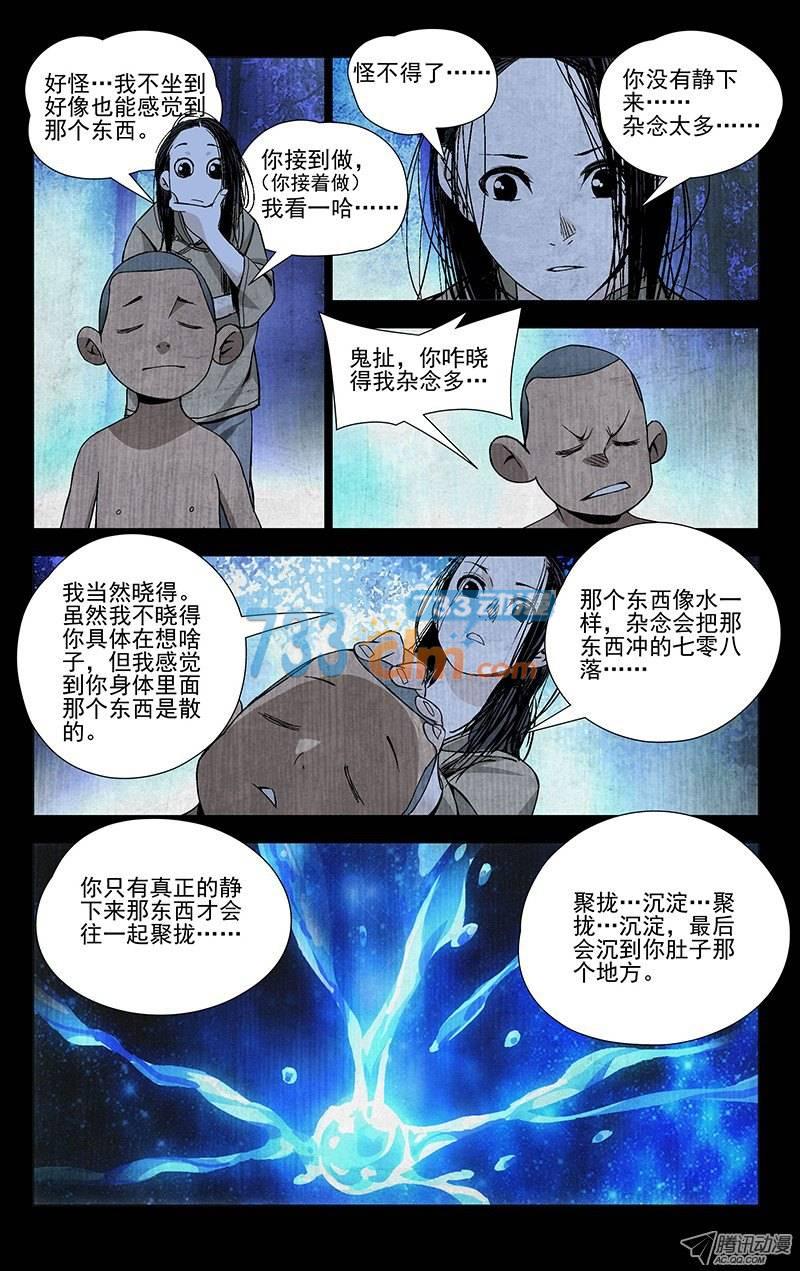 好怪…我不坐到
好像也能感觉到
那个东西。
你接到做，
（你接着做）
我看一哈……
怪不得了……
你没有静下
来……
杂念太多…
鬼扯，你咋晓
得我杂念多…
我当然晓得。
虽然我不晓得
你具体在想啥
子，但我感觉
到你身体里面
那个东西是散
的。
那个东西像水一
样，杂念会把那
东西冲的七零八
落……
733动漫
733dm.com
你只有真正的静
下来那东西才会
往一起聚拢……
聚拢…沉淀…聚
拢…沉淀，最后
会沉到你肚子那
个地方。
腾讯动漫
AC.QQ.COM